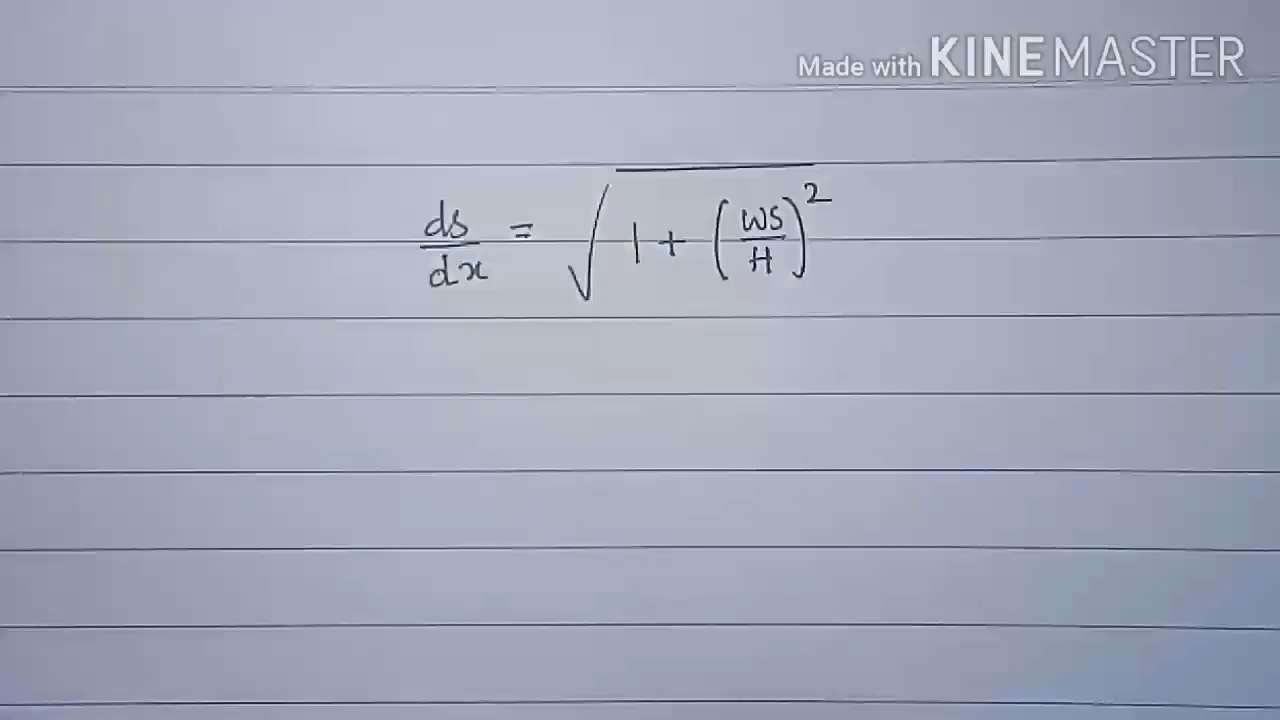 Made with KINEMASTER
ds/dx = √(1 + (WS/H)²)